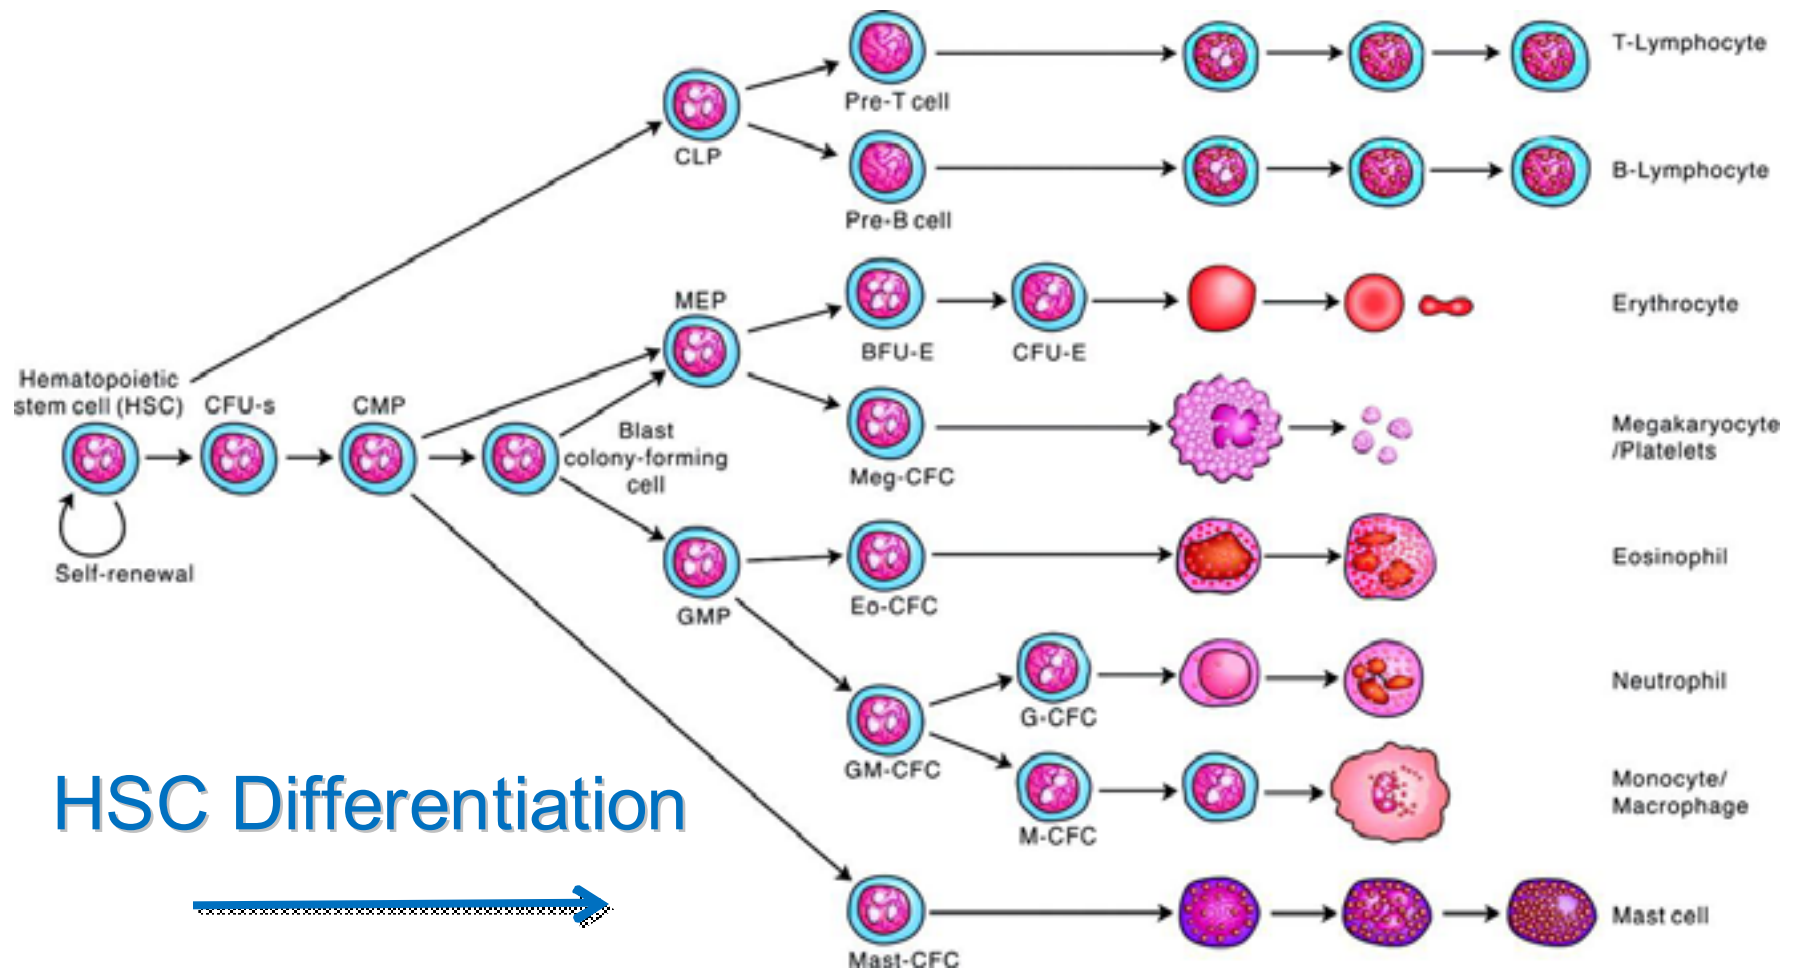 T-Lymphocyte
Pre-T cell
CLP
B-Lymphocyte
Pre-B cell
MEP
Erythrocyte
BFU-E
CFU-E
Hematopoietic
stem cell (HSC)
CFU-s
CMP
Blast
colony-forming
cell
Megakaryocyte
/Platelets
Meg-CFC
Self-renewal
Eosinophil
Eo-CFC
GMP
Neutrophil
G-CFC
GM-CFC
Monocyte/
Macrophage
M-CFC
HSC Differentiation
Mast cell
Mast-CFC